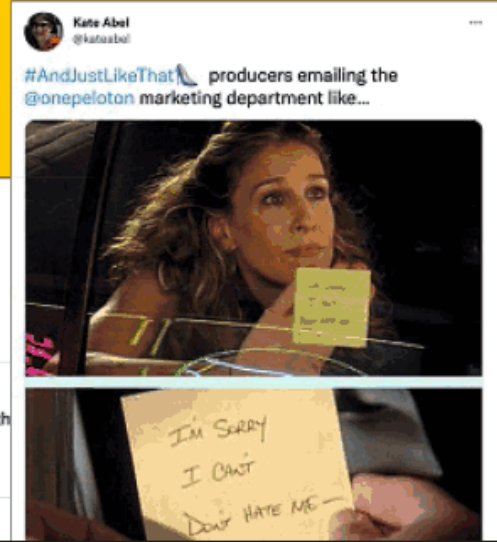 Kate Abel
@kateabel
#AndJustLikeThat producers emailing the
@onepeloton marketing department like...
I'M SORRY
I CAN'T
DON'T HATE ME—